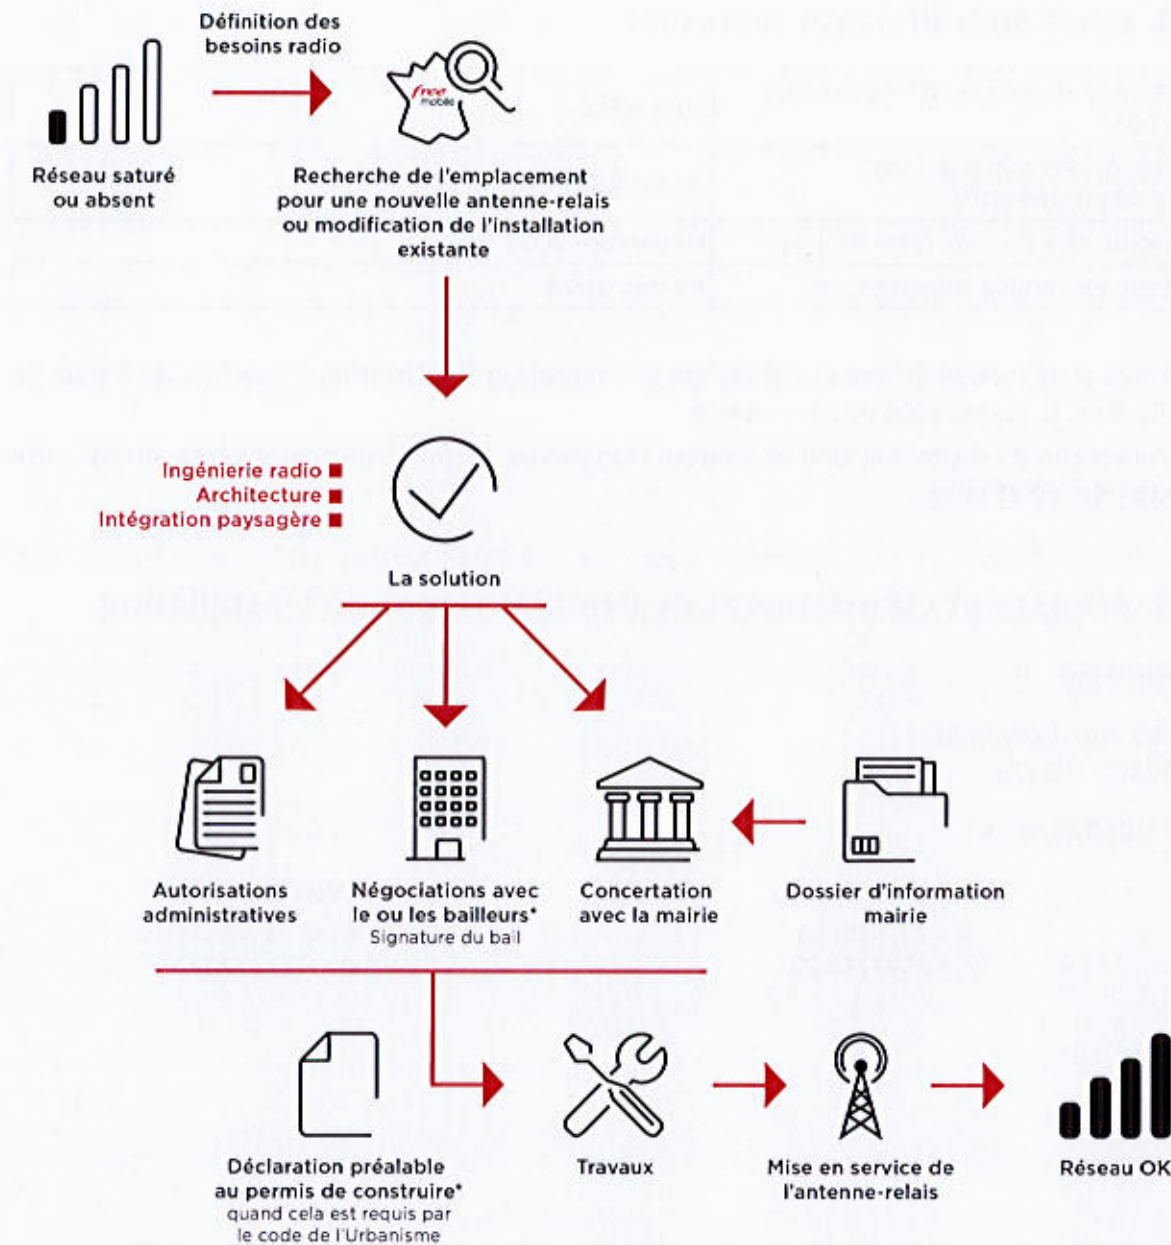 Définition des
besoins radio
free
mobile
Réseau saturé
ou absent
Recherche de l'emplacement
pour une nouvelle antenne-relais
ou modification de l'installation
existante
Ingénierie radio
Architecture
Intégration paysagère
La solution
Autorisations
administratives
Négociations avec
le ou les bailleurs*
Signature du bail
Concertation
avec la mairie
Dossier d'information
mairie
Déclaration préalable
au permis de construire*
quand cela est requis par
le code de l'Urbanisme
Travaux
Mise en service de
l'antenne-relais
Réseau OK